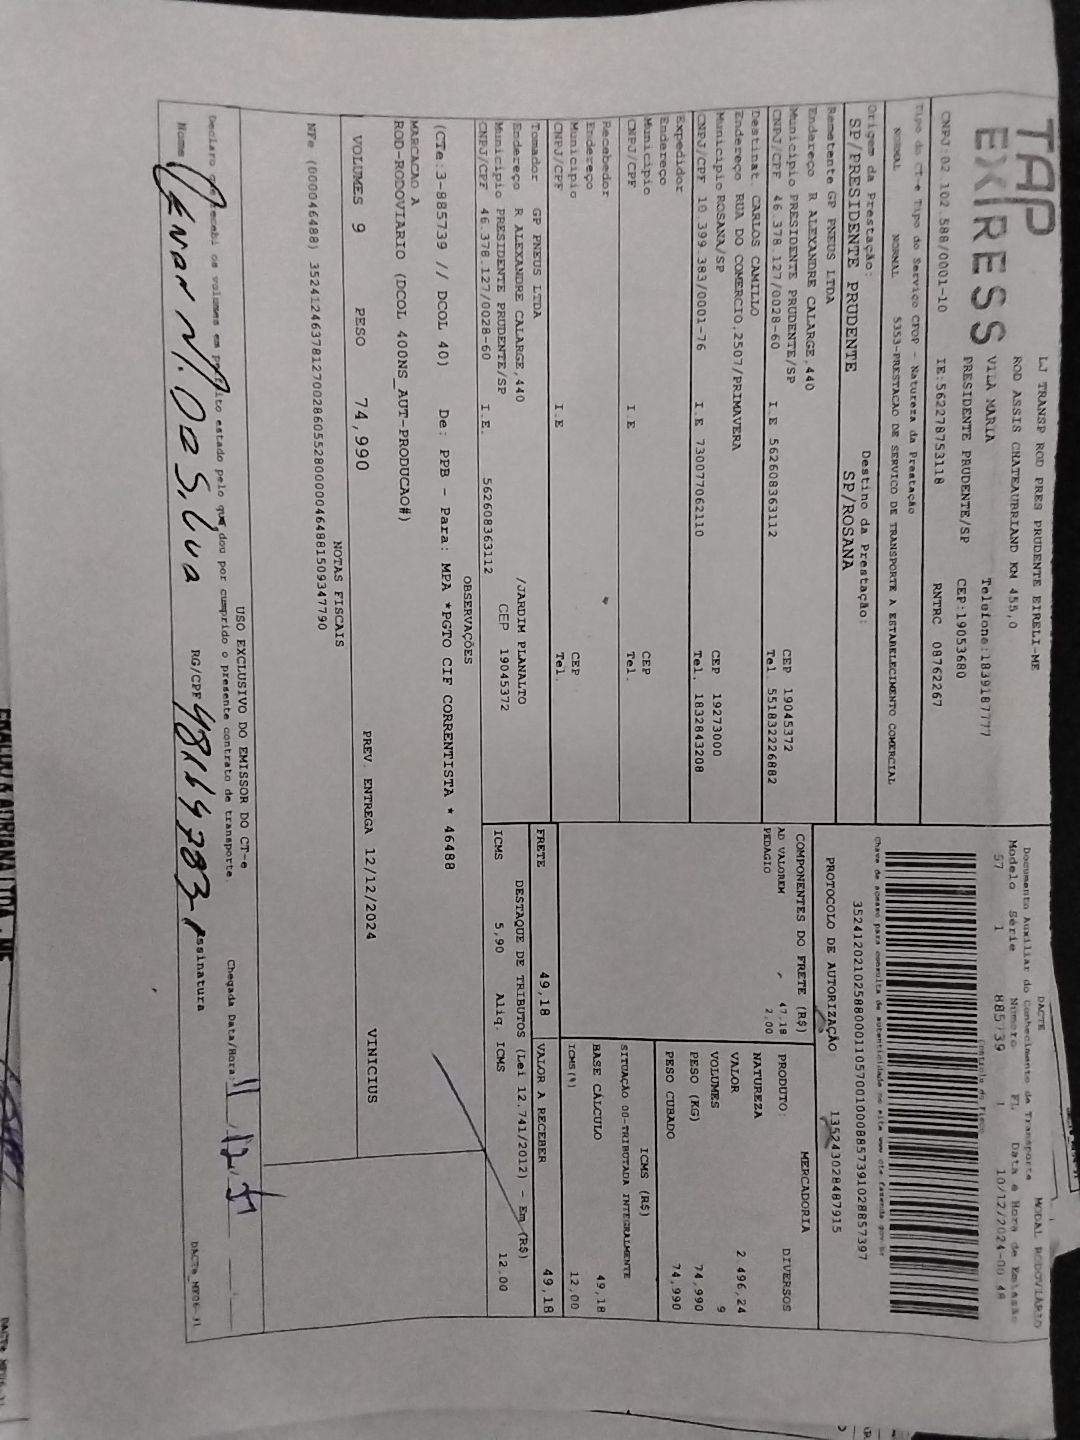 TAP
EXPRESS
LJ TRANSP ROD PRES PRUDENTE EIRELI-ME
ROD ASSIS CHATEAUBRIAND KM 455,0
VILA MARIA Telefone:1839187777
PRESIDENTE PRUDENTE/SP CEP:19053680
CNPJ:02.102.588/0001-10 IE:562278753118 RNTRC 08762267
Tipo do CT-e Tipo do Serviço CFOP - Natureza da Prestação
NORMAL NORMAL 5353-PRESTACAO DE SERVICO DE TRANSPORTE A ESTABELECIMENTO COMERCIAL
Origem da Prestação: Destino da Prestação:
SP/PRESIDENTE PRUDENTE SP/ROSANA
Remetente GP PNEUS LTDA
Endereço R ALEXANDRE CALARGE,440
Município PRESIDENTE PRUDENTE/SP CEP 19045372
CNPJ/CPF 46.378.127/0028-60 I.E 562608363112 Tel. 551832226882
Destinat. CARLOS CAMILLO
Endereço RUA DO COMERCIO,2507/PRIMAVERA
Município ROSANA/SP CEP 19273000
CNPJ/CPF 10.399.383/0001-76 I.E 730077062110 Tel. 1832843208
Expedidor
Endereço
Município CEP
CNPJ/CPF I.E Tel.
Recebedor
Endereço
Município CEP
CNPJ/CPF I.E Tel.
Tomador GP PNEUS LTDA
Endereço R ALEXANDRE CALARGE,440 /JARDIM PLANALTO
Município PRESIDENTE PRUDENTE/SP CEP 19045372
CNPJ/CPF 46.378.127/0028-60 I.E. 562608363112
DACTE MODAL RODOVIÁRIO
Documento Auxiliar do Conhecimento de Transporte
Modelo Série Número FL Data e Hora de Emissão
57 1 885739 1 10/12/2024-00:48
Controle do Fisco
Chave de acesso para consulta de autenticidade no site www.cte.fazenda.gov.br
35241202102588000110570010008857391028857397
PROTOCOLO DE AUTORIZAÇÃO 135243028487915
COMPONENTES DO FRETE (R$)
AD VALOREM 47,18
PEDAGIO 2,00
PRODUTO: MERCADORIA
NATUREZA DIVERSOS
VALOR 2.496,24
VOLUMES 9
PESO (KG) 74,990
PESO CUBADO 74,990
ICMS (R$)
SITUAÇÃO 00-TRIBUTADA INTEGRALMENTE
BASE CÁLCULO 49,18
ICMS(%) 12,00
FRETE 49,18 VALOR A RECEBER 49,18
DESTAQUE DE TRIBUTOS (Lei 12.741/2012) - Em (R$)
ICMS 5,90 Aliq. ICMS 12,00
OBSERVAÇÕES
(CTe:3-885739 // DCOL 40) De: PPB - Para: MPA *PGTO CIF CORRENTISTA * 46488
MARCACAO A
ROD-RODOVIARIO (DCOL 400NS_AUT-PRODUCAO#)
VOLUMES 9 PESO 74,990 PREV. ENTREGA 12/12/2024 VINICIUS
NOTAS FISCAIS
NFe (000046488) 35241246378127002860552800000464881509347790
USO EXCLUSIVO DO EMISSOR DO CT-e
Declaro que recebi os volumes em perfeito estado pelo que dou por cumprido o presente contrato de transporte. Chegada Data/Hora: 11/12/
Nome RG/CPF Assinatura
DACTe_MFD6-31